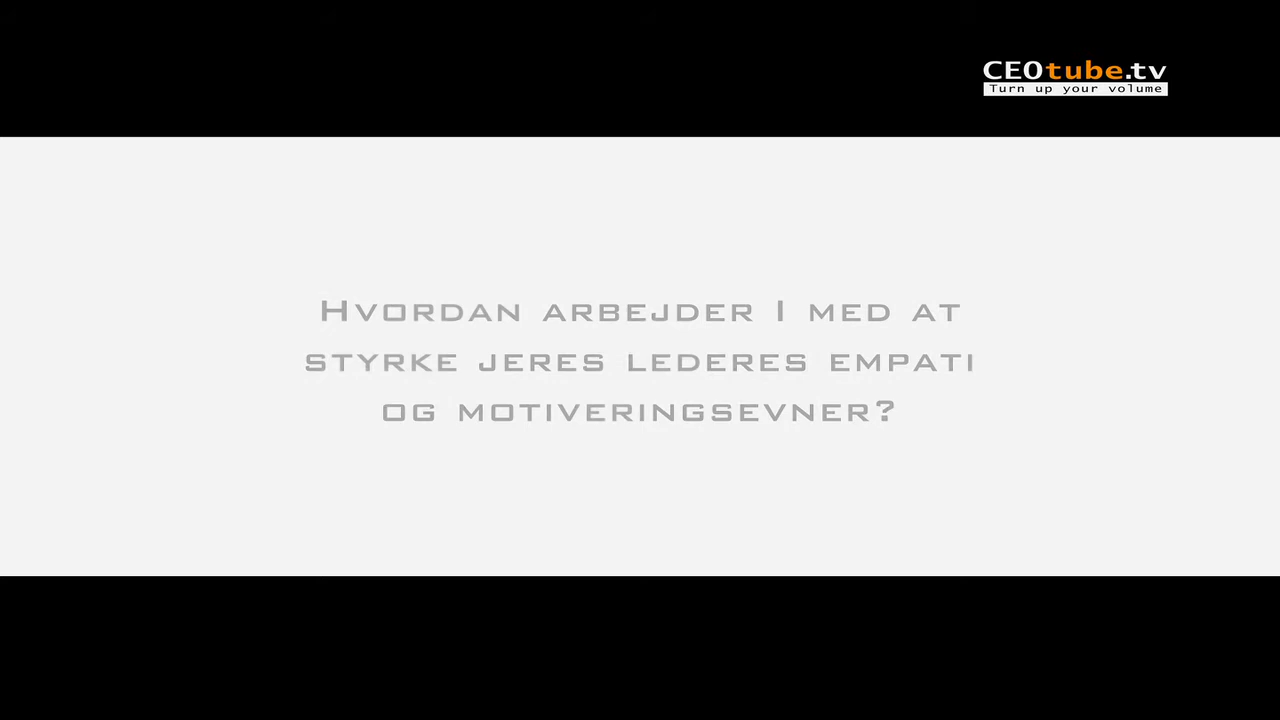 CEOtube.tv
Turn up your volume
HVORDAN ARBEJDER I MED AT
STYRKE JERES LEDERES EMPATI
OG MOTIVERINGSEVNER?